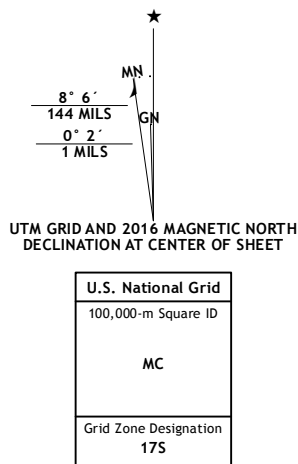 ★
MN
8° 6´
144 MILS
GN
0° 2´
1 MILS
UTM GRID AND 2016 MAGNETIC NORTH
DECLINATION AT CENTER OF SHEET
U.S. National Grid
100,000-m Square ID
MC
Grid Zone Designation
17S